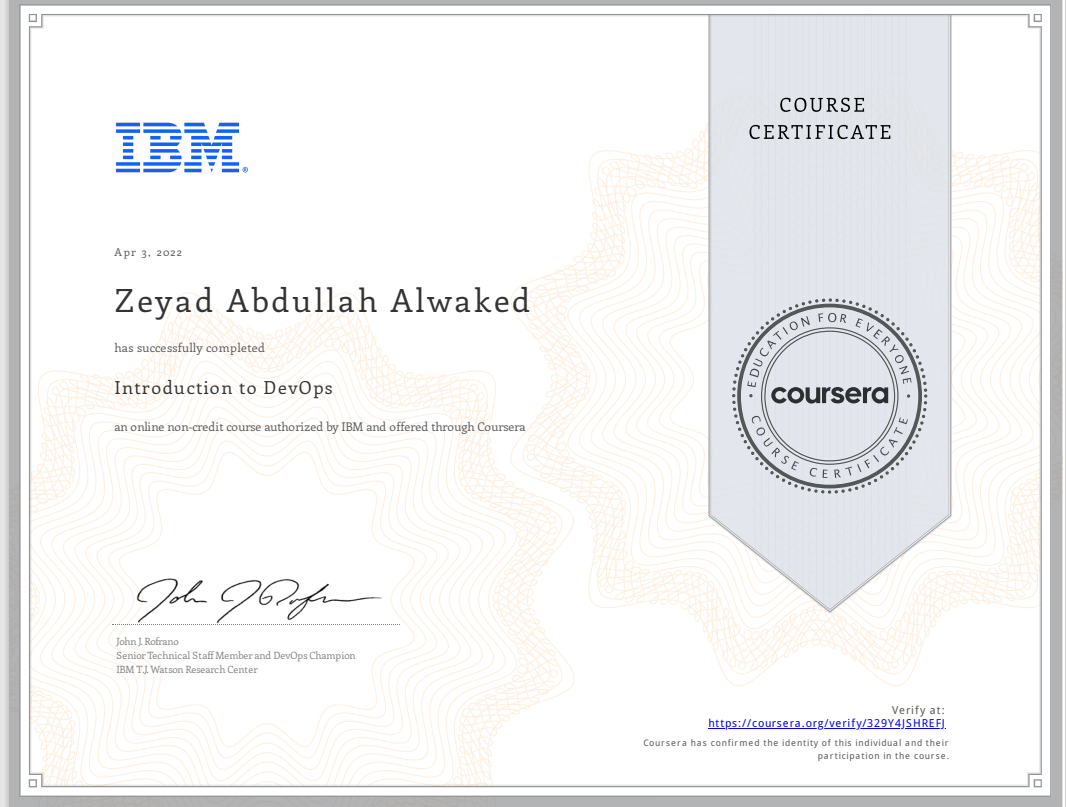 COURSE
CERTIFICATE
IBM®
Apr 3, 2022
Zeyad Abdullah Alwaked
has successfully completed
Introduction to DevOps
an online non-credit course authorized by IBM and offered through Coursera
EDUCATION FOR EVERYONE
coursera
COURSE CERTIFICATE
John J Rofrano
John J. Rofrano
Senior Technical Staff Member and DevOps Champion
IBM T.J. Watson Research Center
Verify at:
https://coursera.org/verify/329Y4JSHREFJ
Coursera has confirmed the identity of this individual and their
participation in the course.